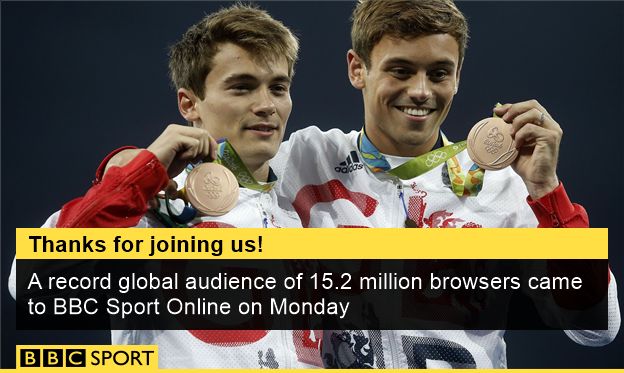 adidas
Thanks for joining us!
A record global audience of 15.2 million browsers came
to BBC Sport Online on Monday
BBC SPORT